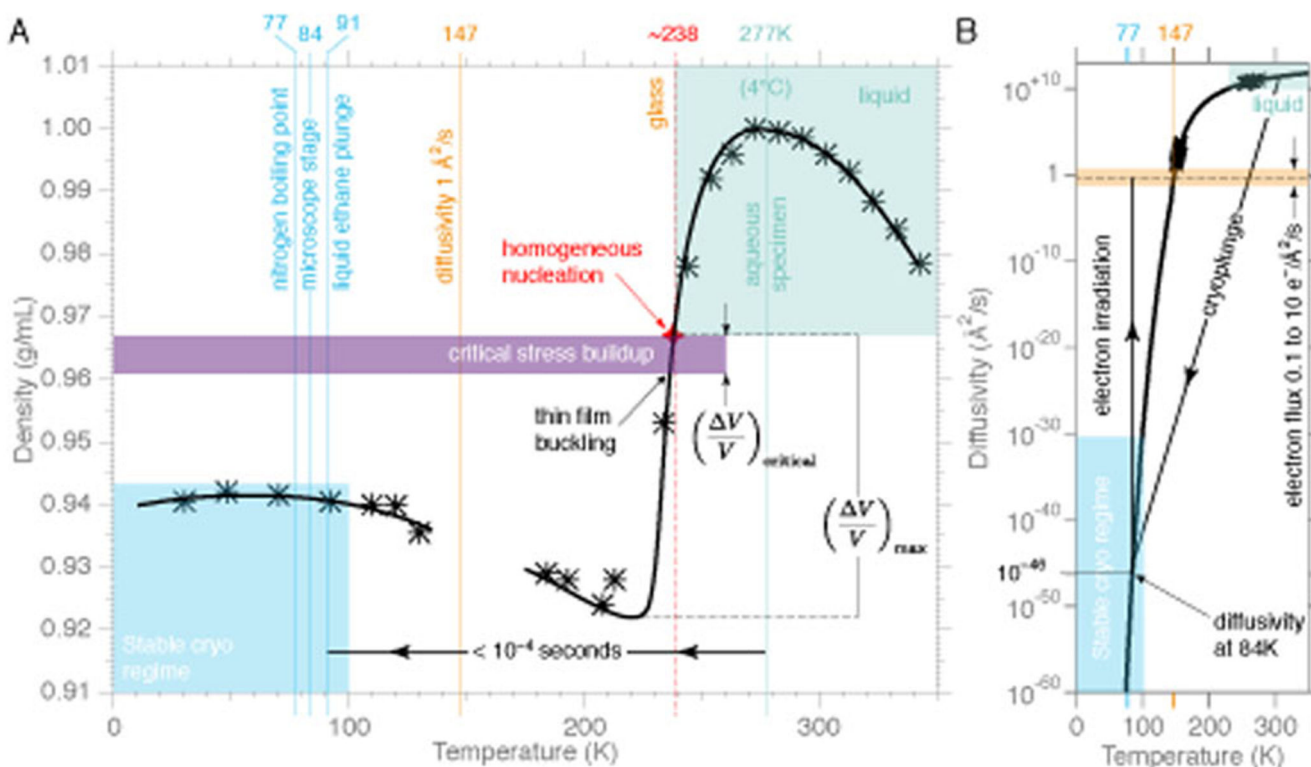 A
77
84
91
147
~238
277K
(4°C)
1.01
1.00
0.99
0.98
0.97
0.96
0.95
0.94
0.93
0.92
0.91
Density (g/mL)
nitrogen boiling point
microscope stage
liquid ethane plunge
diffusivity 1 Å²/s
glass
liquid
aqueous
specimen
homogeneous
nucleation
critical stress buildup
thin film
buckling
(ΔV/V)critical
(ΔV/V)max
Stable cryo
regime
< 10⁻⁴ seconds
0
100
200
300
Temperature (K)
B
77
147
10⁺¹⁰
1
10⁻¹⁰
10⁻²⁰
10⁻³⁰
10⁻⁴⁰
10⁻⁴⁶
10⁻⁵⁰
10⁻⁶⁰
Diffusivity (Å²/s)
liquid
electron irradiation
cryoplunge
electron flux 0.1 to 10 e⁻/Å²/s
Stable cryo regime
diffusivity
at 84K
0
100
200
300
Temperature (K)